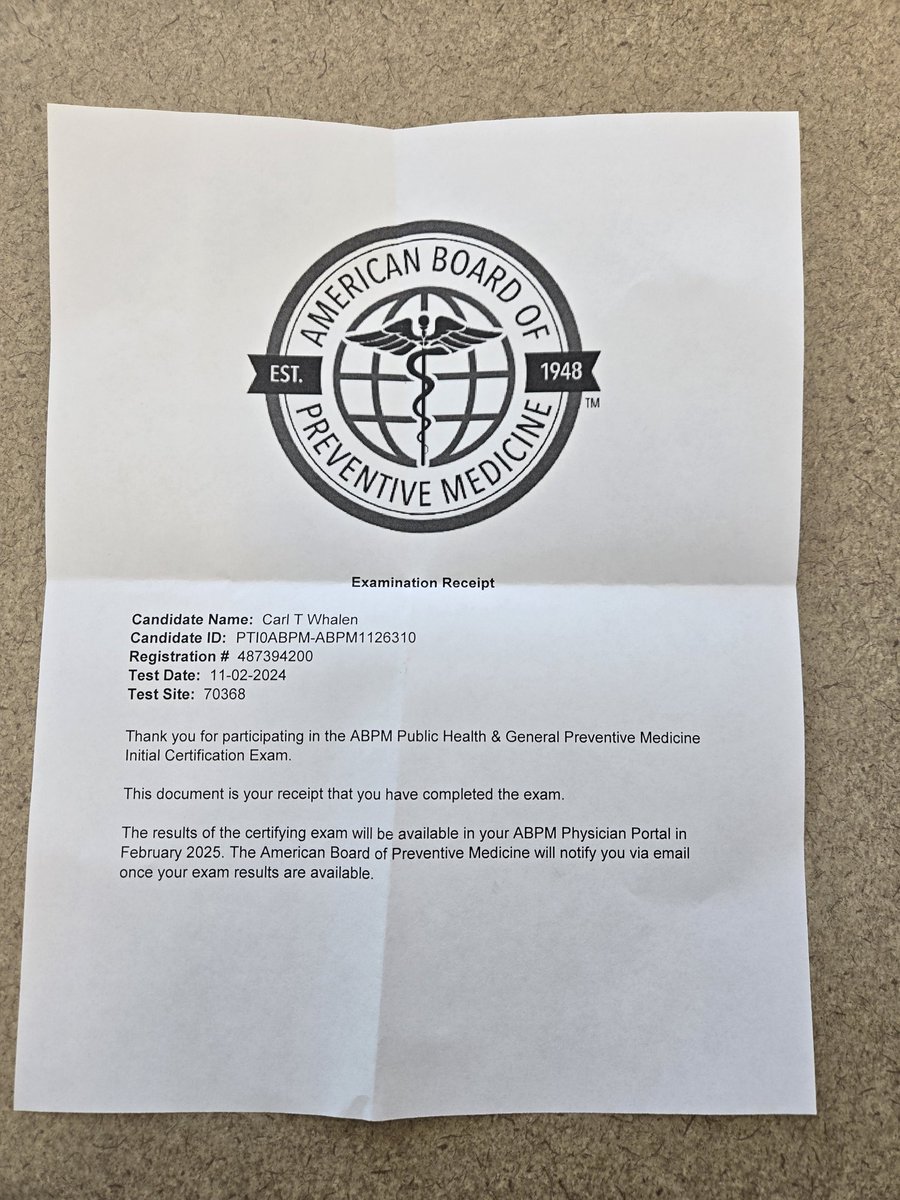 AMERICAN BOARD OF
EST.
1948
TM
PREVENTIVE MEDICINE
Examination Receipt
Candidate Name: Carl T Whalen
Candidate ID: PTI0ABPM-ABPM1126310
Registration # 487394200
Test Date: 11-02-2024
Test Site: 70368
Thank you for participating in the ABPM Public Health & General Preventive Medicine
Initial Certification Exam.
This document is your receipt that you have completed the exam.
The results of the certifying exam will be available in your ABPM Physician Portal in
February 2025. The American Board of Preventive Medicine will notify you via email
once your exam results are available.